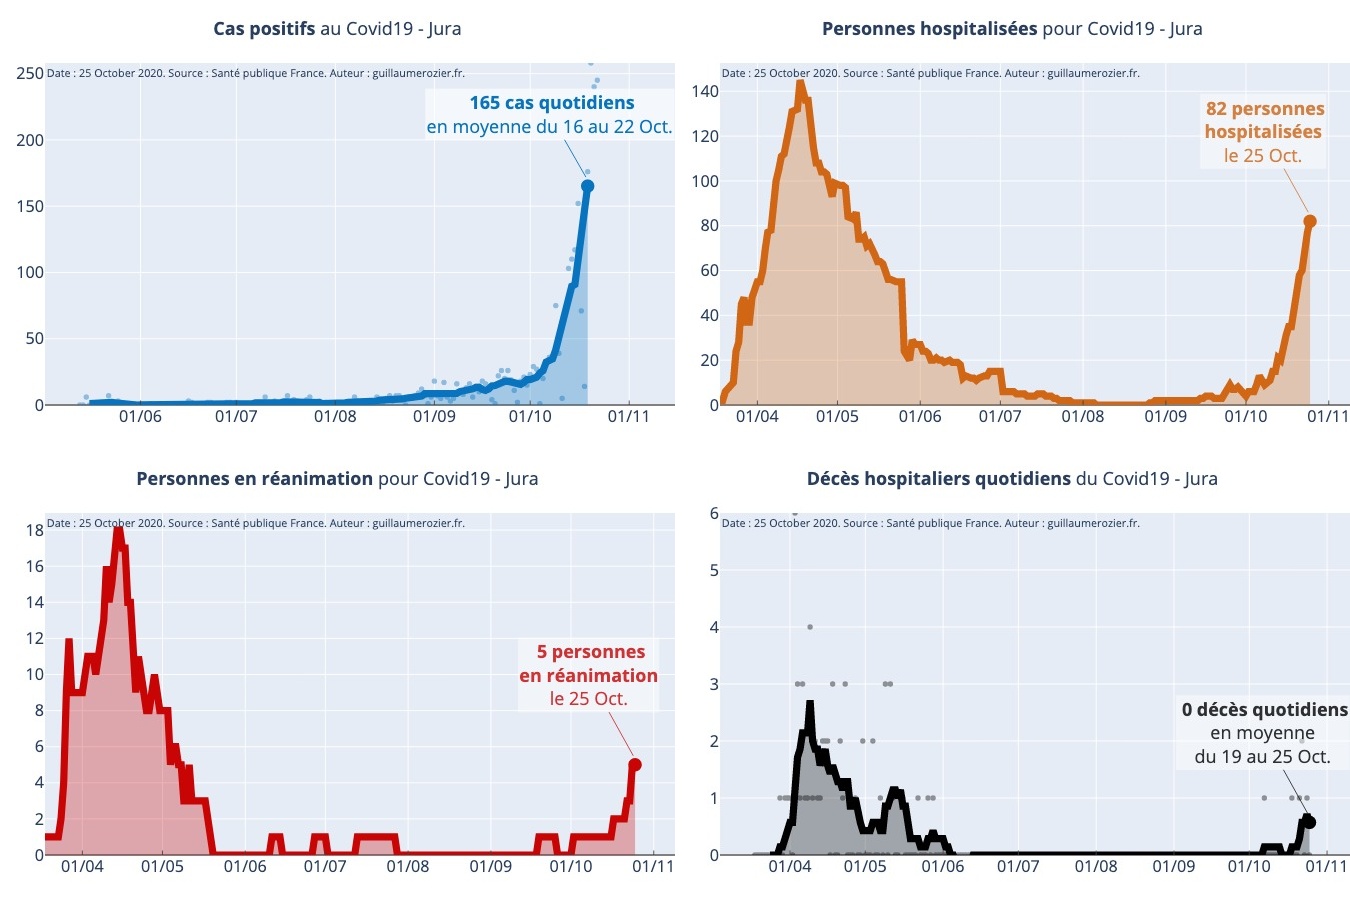 Cas positifs au Covid19 - Jura
Date : 25 October 2020. Source : Santé publique France. Auteur : guillaumerozier.fr.
250
200
150
100
50
0
165 cas quotidiens
en moyenne du 16 au 22 Oct.
01/06 01/07 01/08 01/09 01/10 01/11
Personnes hospitalisées pour Covid19 - Jura
Date : 25 October 2020. Source : Santé publique France. Auteur : guillaumerozier.fr.
140
120
100
80
60
40
20
0
82 personnes
hospitalisées
le 25 Oct.
01/04 01/05 01/06 01/07 01/08 01/09 01/10 01/11
Personnes en réanimation pour Covid19 - Jura
Date : 25 October 2020. Source : Santé publique France. Auteur : guillaumerozier.fr.
18
16
14
12
10
8
6
4
2
0
5 personnes
en réanimation
le 25 Oct.
01/04 01/05 01/06 01/07 01/08 01/09 01/10 01/11
Décès hospitaliers quotidiens du Covid19 - Jura
Date : 25 October 2020. Source : Santé publique France. Auteur : guillaumerozier.fr.
6
5
4
3
2
1
0
0 décès quotidiens
en moyenne
du 19 au 25 Oct.
01/04 01/05 01/06 01/07 01/08 01/09 01/10 01/11